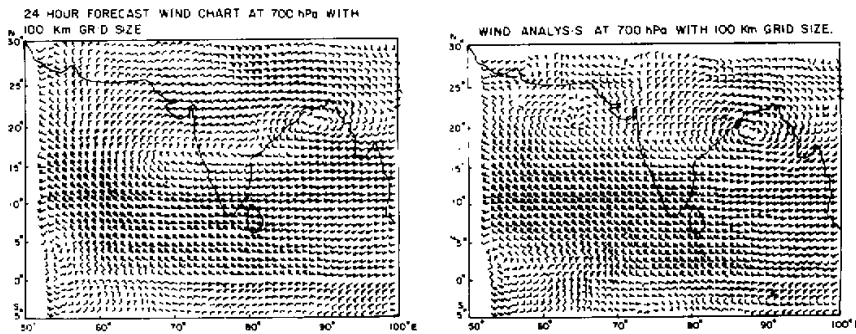 24 HOUR FORECAST WIND CHART AT 700 hPa WITH
100 Km GRID SIZE
N
30°
25°
20°
15°
10°
5°
0°
S
5°
50° 60° 70° 80° 90° 100°E
WIND ANALYSIS AT 700 hPa WITH 100 Km GRID SIZE.
N
30°
25°
20°
15°
10°
5°
0°
S
5°
50° 60° 70° 80° 90° 100°E